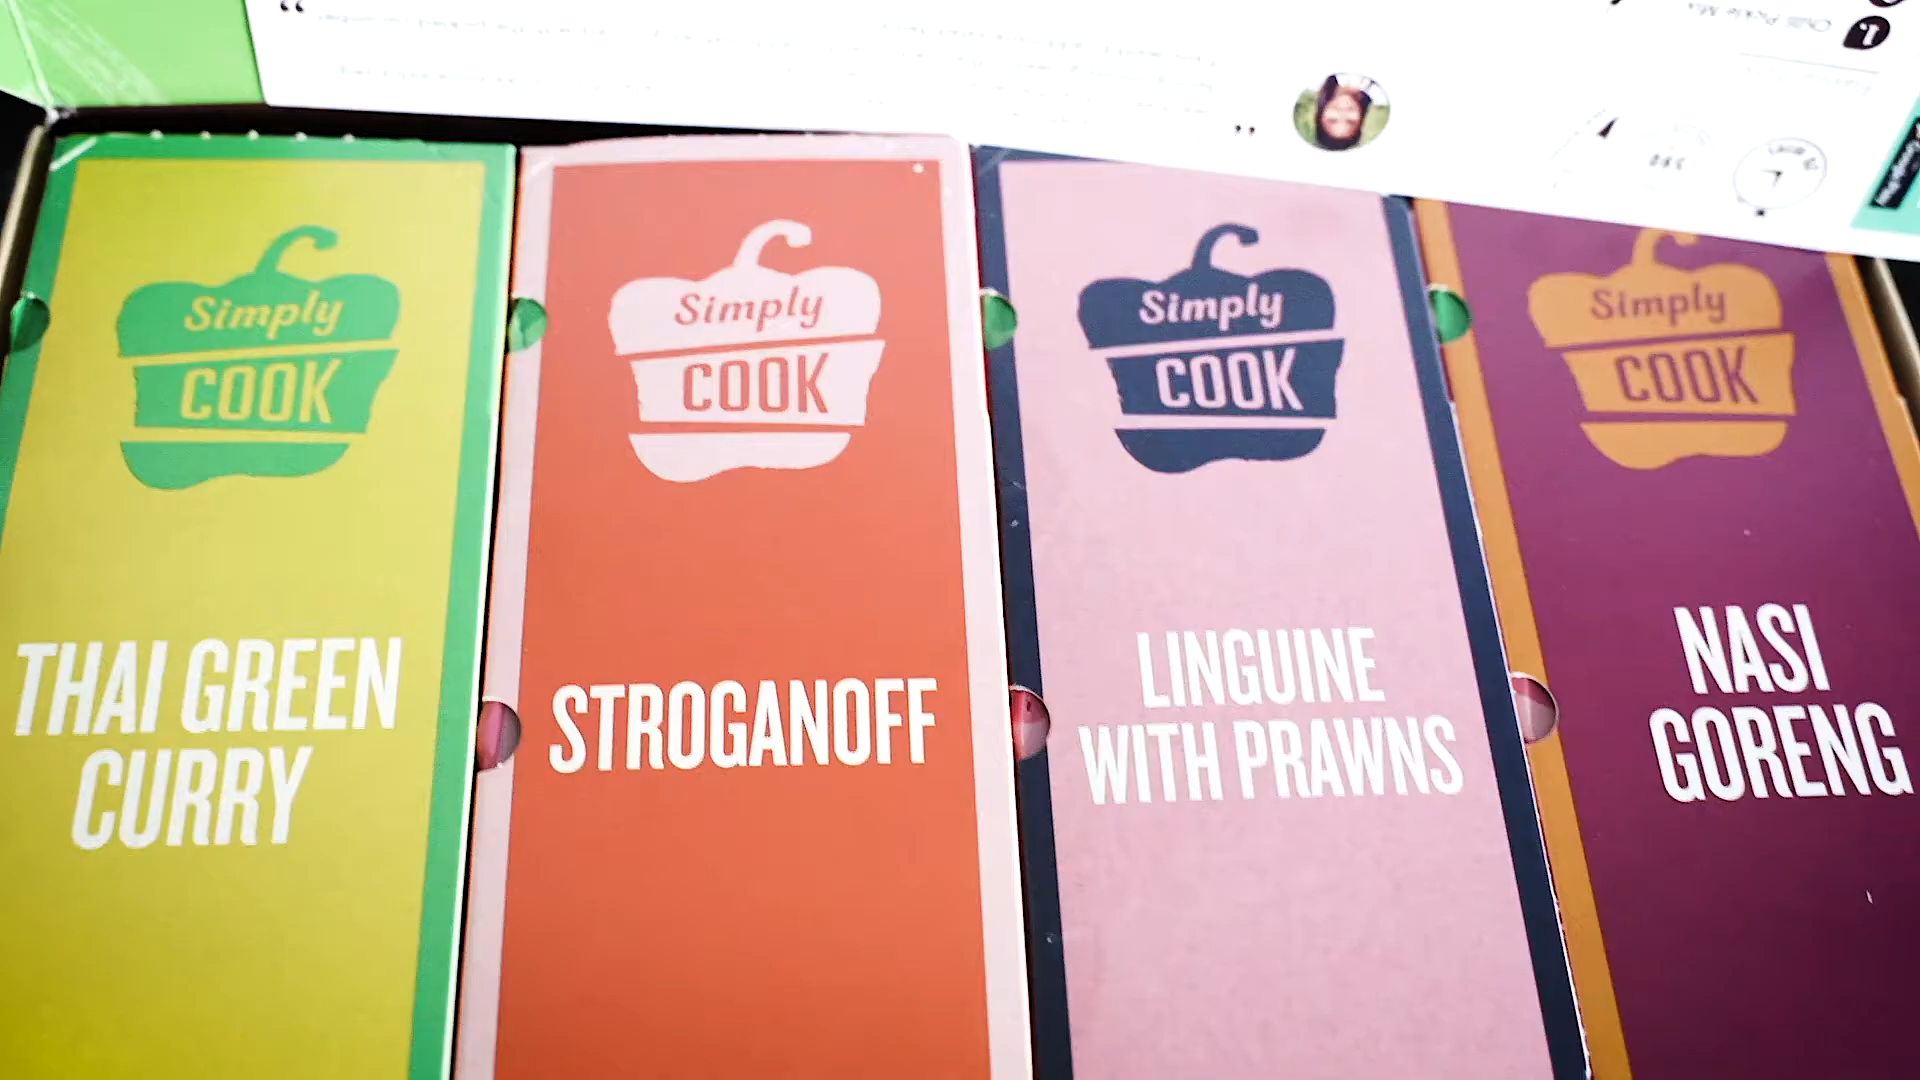 Simply
COOK
THAI GREEN
CURRY
Simply
COOK
STROGANOFF
Simply
COOK
LINGUINE
WITH PRAWNS
Simply
COOK
NASI
GORENG